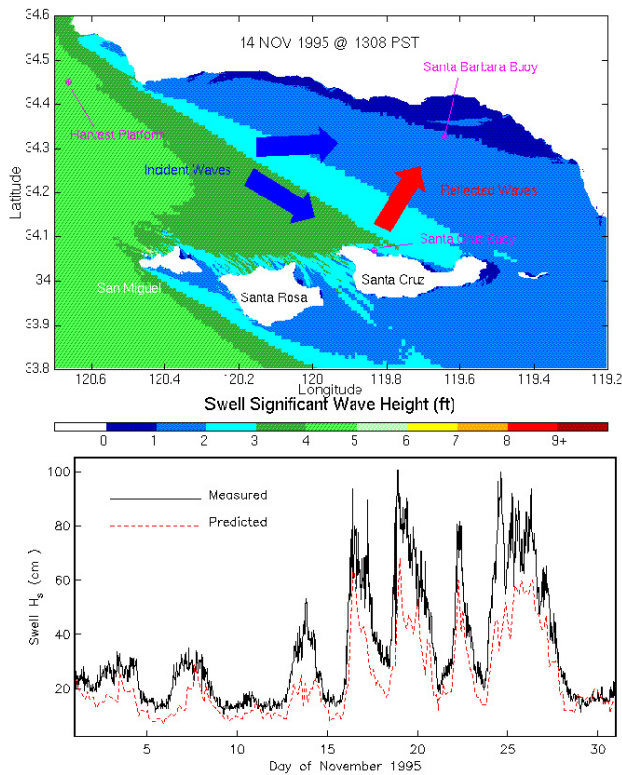 34.6
14 NOV 1995 @ 1308 PST
Santa Barbara Buoy
34.5
Harvest Platform
34.4
34.3
Incident Waves
Reflected Waves
34.2
Latitude
Santa Cruz Buoy
34.1
34
San Miguel
Santa Rosa
Santa Cruz
33.9
33.8
120.6 120.4 120.2 120 119.8 119.6 119.4 119.2
Longitude
Swell Significant Wave Height (ft)
0 1 2 3 4 5 6 7 8 9+
100
Measured
Predicted
80
60
Swell Hs (cm)
40
20
5 10 15 20 25 30
Day of November 1995